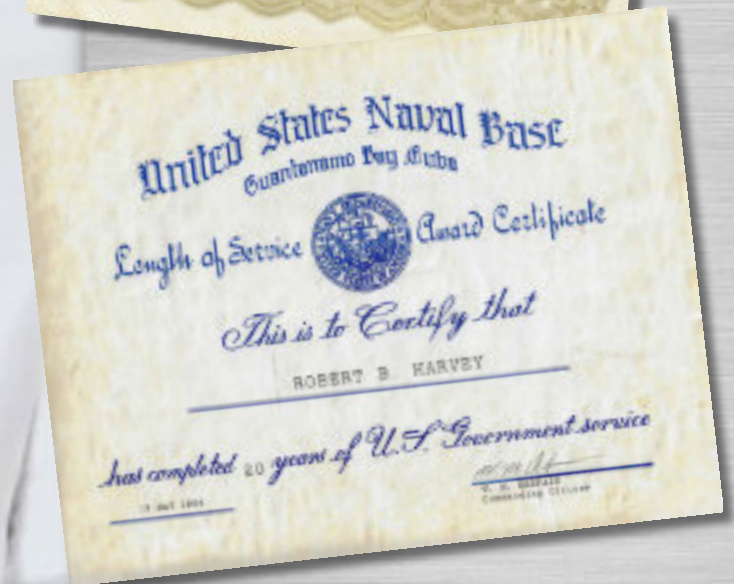 United States Naval Base
Guantanamo Bay Cuba
Length of Service Award Certificate
This is to Certify that
ROBERT B. HARVEY
has completed 20 years of U.S. Government service
Commanding Officer